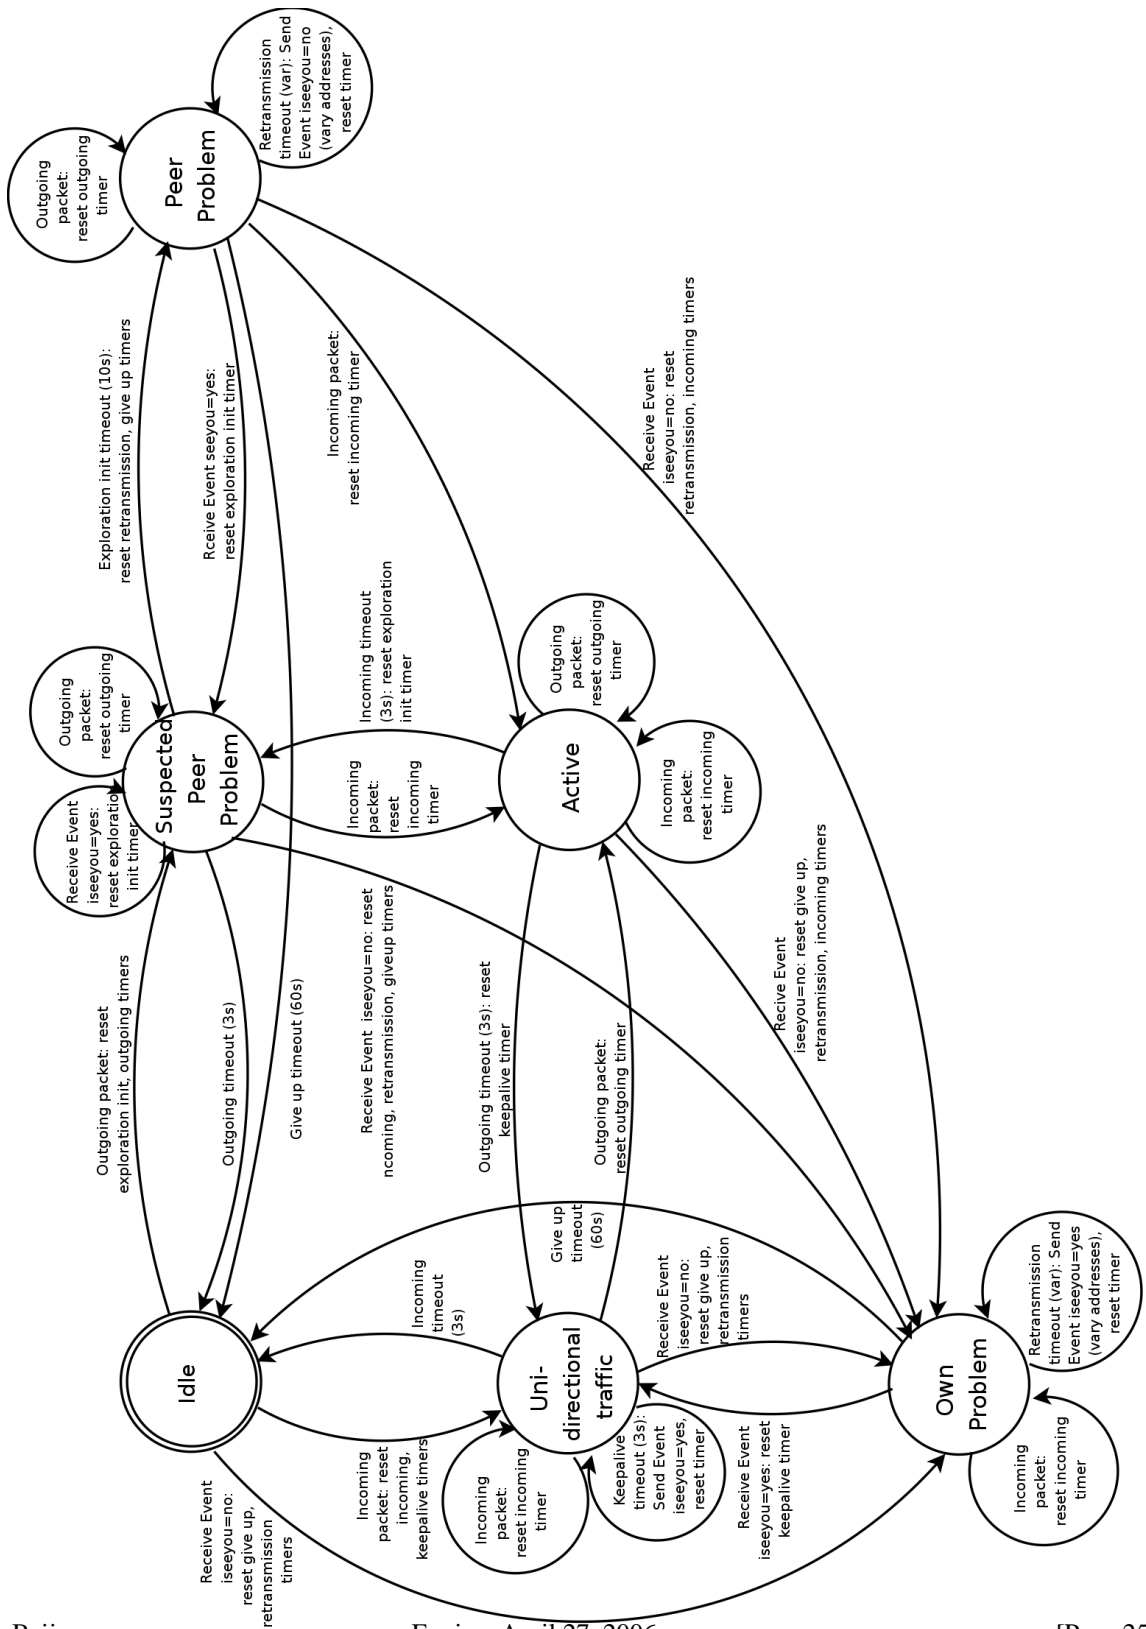 Retransmission
timeout (var): Send
Event iseeyou=no
(vary addresses),
reset timer
Outgoing
packet:
reset outgoing
timer
Peer
Problem
Exploration init timeout (10s):
reset retransmission, give up timers
Rceive Event seeyou=yes:
reset exploration init timer
Incoming packet:
reset incoming timer
Receive Event
iseeyou=no: reset
retransmission, incoming timers
Outgoing
packet:
reset outgoing
timer
Receive Event
iseeyou=yes:
reset exploratio
init timer
Suspected
Peer
Problem
Incoming timeout
(3s): reset exploration
init timer
Incoming
packet:
reset
incoming
timer
Outgoing
packet:
reset outgoing
timer
Active
Incoming
packet:
reset incoming
timer
Outgoing packet: reset
exploration init, outgoing timers
Outgoing timeout (3s)
Give up timeout (60s)
Receive Event iseeyou=no: reset
ncoming, retransmission, giveup timers
Outgoing timeout (3s): reset
keepalive timer
Outgoing packet:
reset outgoing timer
Recive Event
iseeyou=no: reset give up,
retransmission, incoming timers
Idle
Incoming
timeout
(3s)
Give up
timeout
(60s)
Receive Event
iseeyou=no:
reset give up,
retransmission
timers
Uni-
directional
traffic
Own
Problem
Retransmission
timeout (var): Send
Event iseeyou=yes
(vary addresses),
reset timer
Receive Event
iseeyou=no:
reset give up,
retransmission
timers
Incoming
packet: reset
incoming,
keepalive timers
Incoming
packet:
reset incoming
timer
Keepalive
timeout (3s):
Send Event
iseeyou=yes,
reset timer
Receive Event
iseeyou=yes: reset
keepalive timer
Incoming
packet:
reset incoming
timer
April 27, 2006